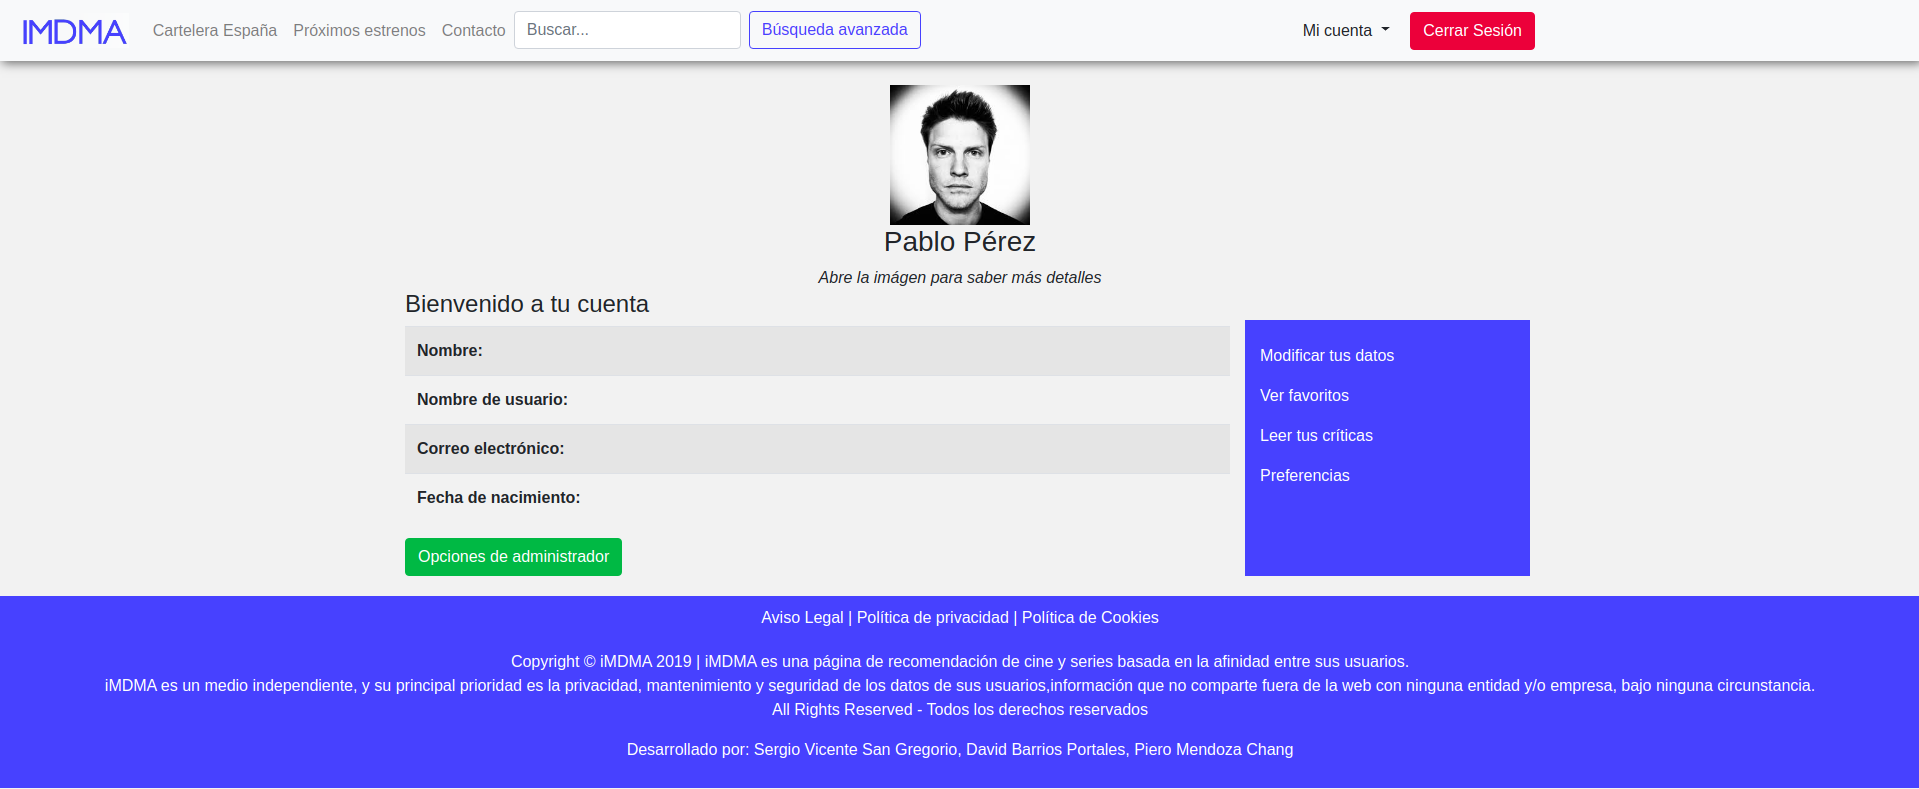 IMDMA Cartelera España Próximos estrenos Contacto Buscar... Búsqueda avanzada Mi cuenta Cerrar Sesión
Pablo Pérez
Abre la imágen para saber más detalles
Bienvenido a tu cuenta
Nombre:
Nombre de usuario:
Correo electrónico:
Fecha de nacimiento:
Opciones de administrador
Modificar tus datos
Ver favoritos
Leer tus críticas
Preferencias
Aviso Legal | Política de privacidad | Política de Cookies
Copyright © iMDMA 2019 | iMDMA es una página de recomendación de cine y series basada en la afinidad entre sus usuarios.
iMDMA es un medio independiente, y su principal prioridad es la privacidad, mantenimiento y seguridad de los datos de sus usuarios,información que no comparte fuera de la web con ninguna entidad y/o empresa, bajo ninguna circunstancia.
All Rights Reserved - Todos los derechos reservados
Desarrollado por: Sergio Vicente San Gregorio, David Barrios Portales, Piero Mendoza Chang